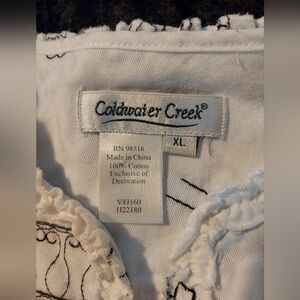 Coldwater Creek®
XL
RN 98516
Made in China
100% Cotton
Exclusive of
Decoration
V#J160
H22180